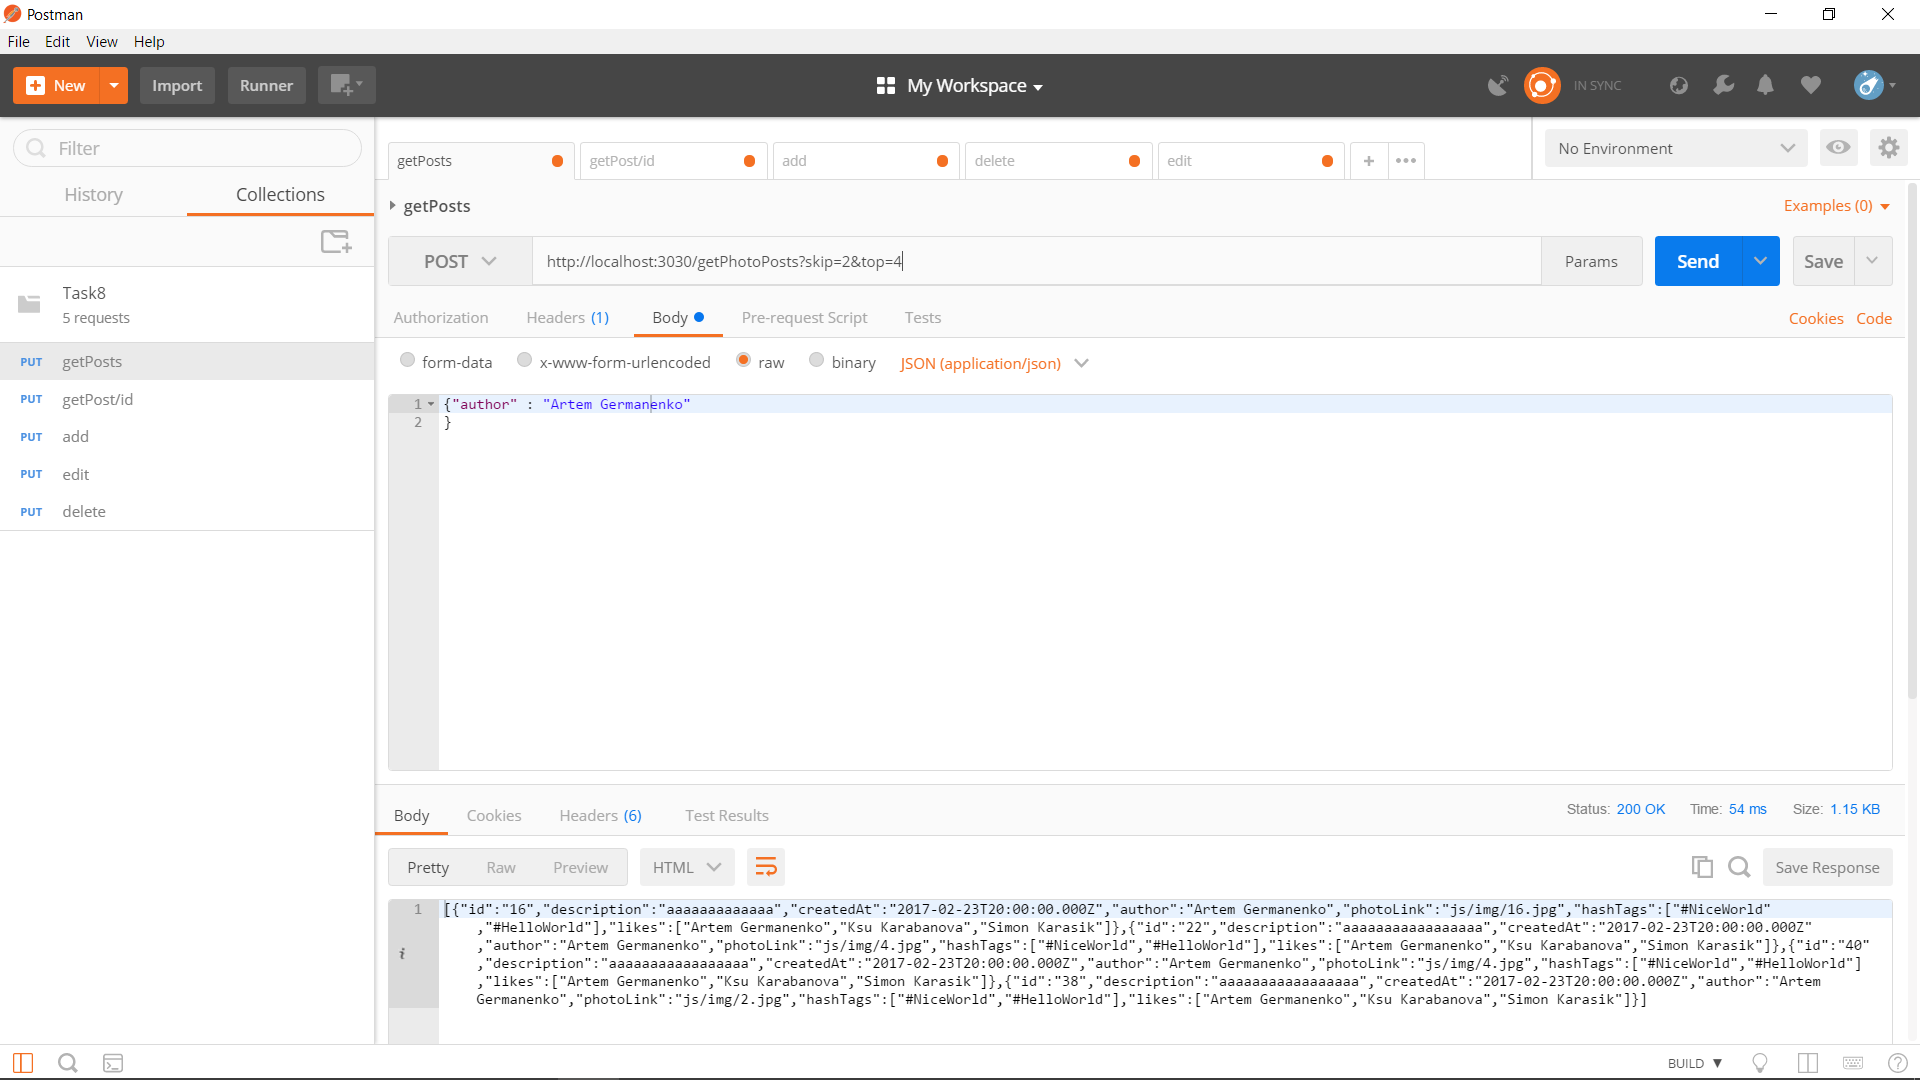 Postman
File Edit View Help
New Import Runner My Workspace IN SYNC
Filter
History Collections
Task8
5 requests
PUT getPosts
PUT getPost/id
PUT add
PUT edit
PUT delete
getPosts getPost/id add delete edit + ••• No Environment
getPosts Examples (0)
POST http://localhost:3030/getPhotoPosts?skip=2&top=4 Params Send Save
Authorization Headers (1) Body Pre-request Script Tests Cookies Code
form-data x-www-form-urlencoded raw binary JSON (application/json)
1 {"author" : "Artem Germanenko"
2 }
Body Cookies Headers (6) Test Results Status: 200 OK Time: 54 ms Size: 1.15 KB
Pretty Raw Preview HTML Save Response
1 [{"id":"16","description":"aaaaaaaaaaaaa","createdAt":"2017-02-23T20:00:00.000Z","author":"Artem Germanenko","photoLink":"js/img/16.jpg","hashTags":["#NiceWorld"
,"#HelloWorld"],"likes":["Artem Germanenko","Ksu Karabanova","Simon Karasik"]},{"id":"22","description":"aaaaaaaaaaaaaaaaa","createdAt":"2017-02-23T20:00:00.000Z"
i ,"author":"Artem Germanenko","photoLink":"js/img/4.jpg","hashTags":["#NiceWorld","#HelloWorld"],"likes":["Artem Germanenko","Ksu Karabanova","Simon Karasik"]},{"id":"40"
,"description":"aaaaaaaaaaaaaaaaa","createdAt":"2017-02-23T20:00:00.000Z","author":"Artem Germanenko","photoLink":"js/img/4.jpg","hashTags":["#NiceWorld","#HelloWorld"]
,"likes":["Artem Germanenko","Ksu Karabanova","Simon Karasik"]},{"id":"38","description":"aaaaaaaaaaaaaaaaa","createdAt":"2017-02-23T20:00:00.000Z","author":"Artem
Germanenko","photoLink":"js/img/2.jpg","hashTags":["#NiceWorld","#HelloWorld"],"likes":["Artem Germanenko","Ksu Karabanova","Simon Karasik"]}]
BUILD